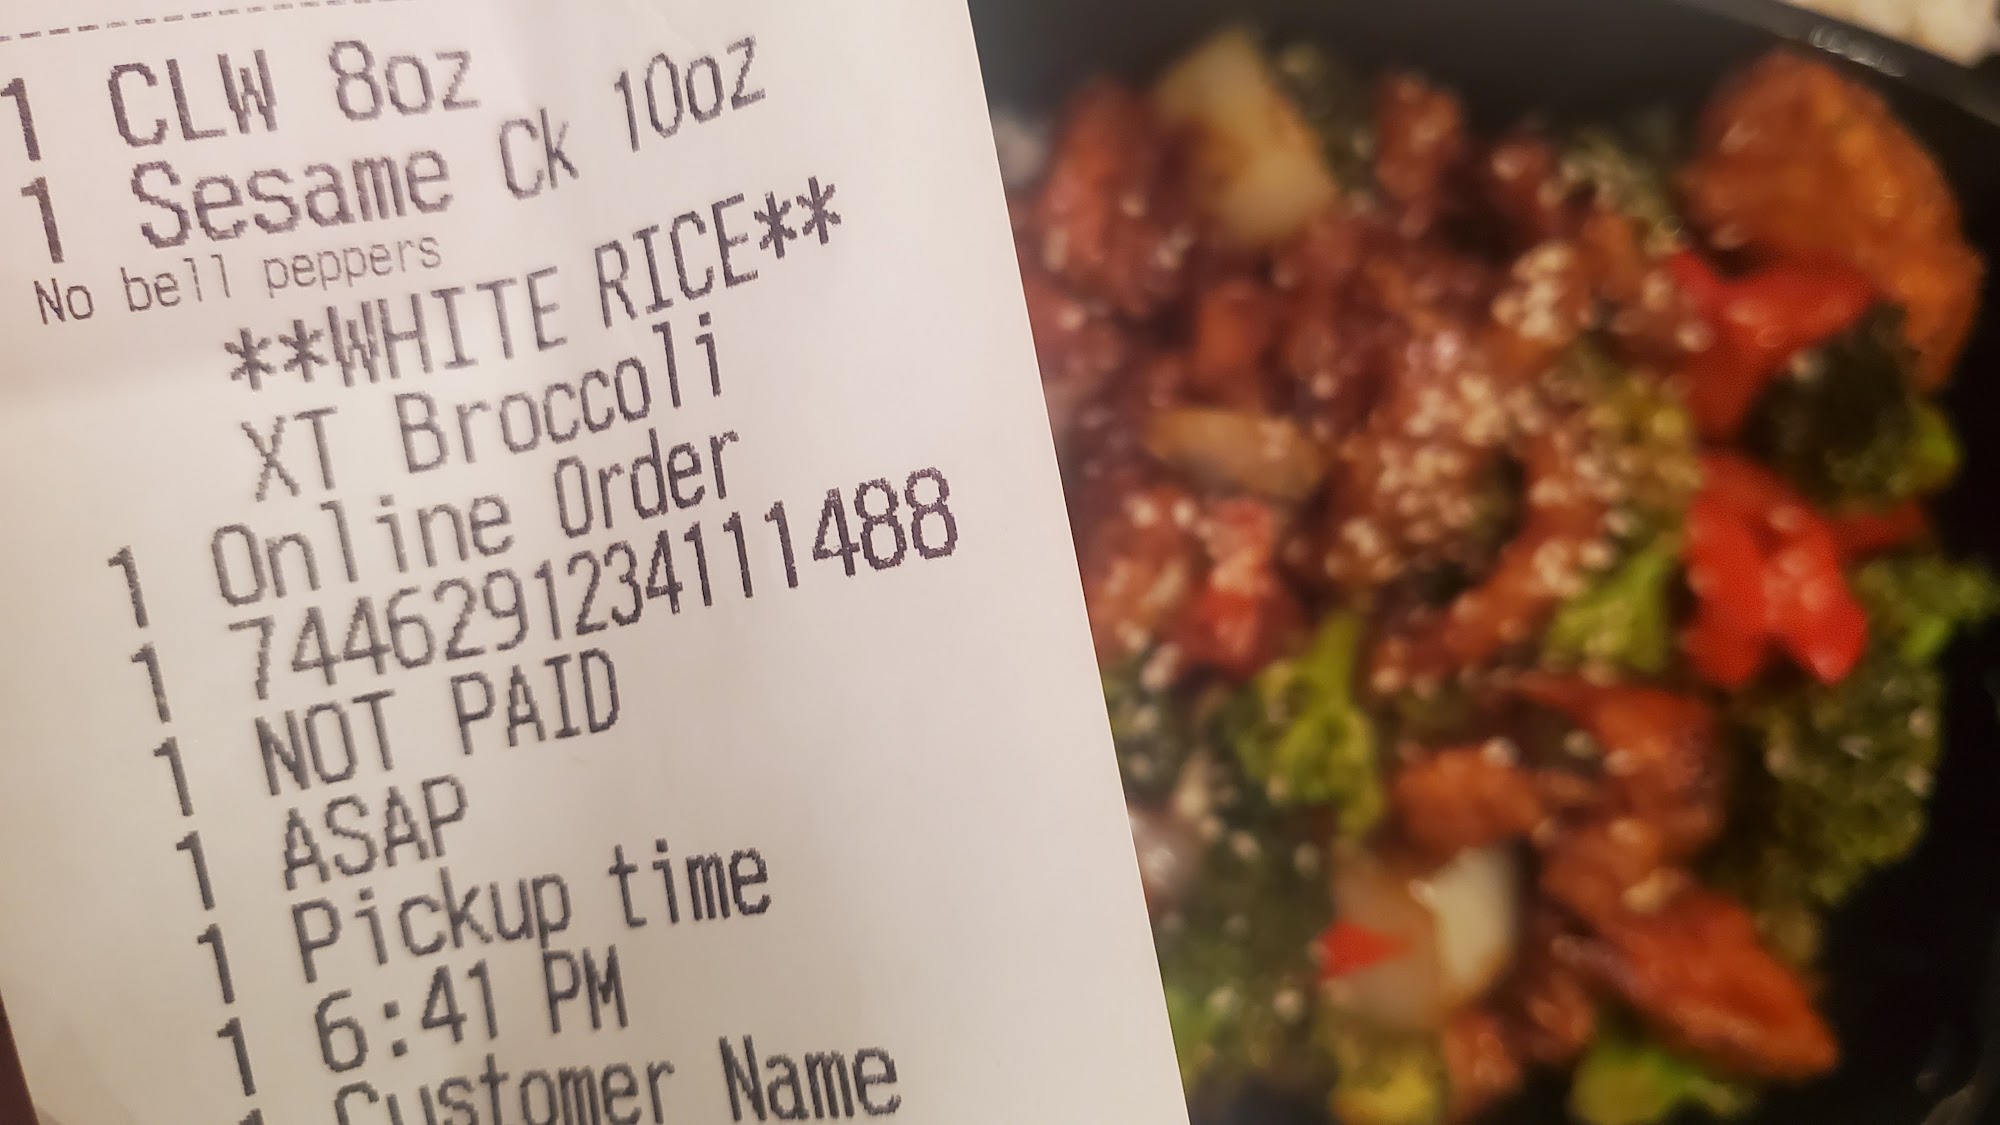 1 CLW 8oz
1 Sesame Ck 10oz
No bell peppers
**WHITE RICE**
XT Broccoli
1 Online Order
1 7446291234111488
1 NOT PAID
1 ASAP
1 Pickup time
1 6:41 PM
1 Customer Name